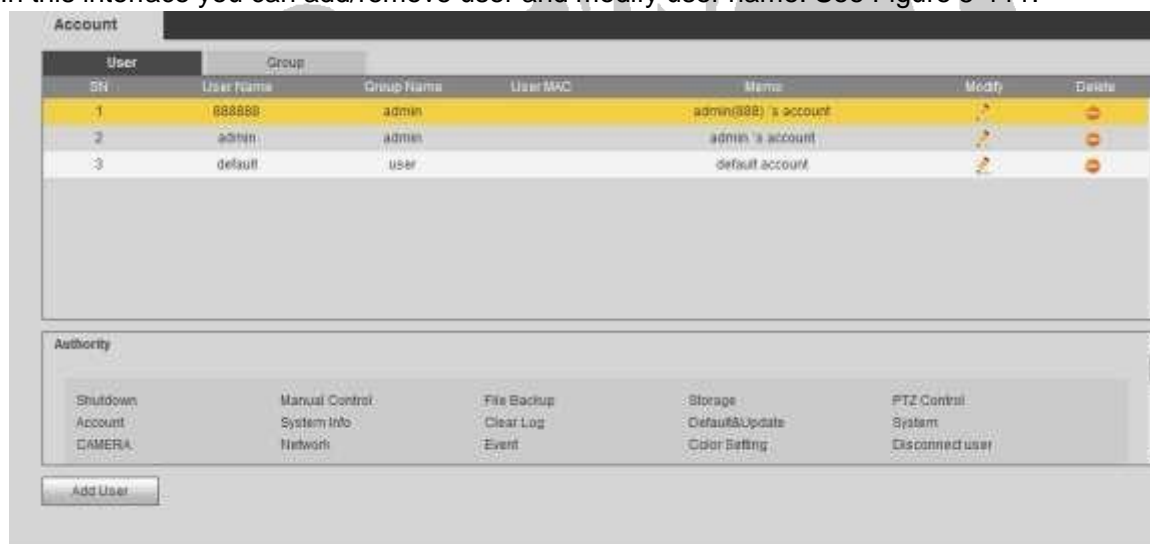 In this interface you can add/remove user and modify user name. See Figure
Account
User Group
SN User Name Group Name User MAC Memo Modify Delete
1 888888 admin admin(888) 's account
2 admin admin admin 's account
3 default user default account
Authority
Shutdown Manual Control File Backup Storage PTZ Control
Account System Info Clear Log Default&Update System
CAMERA Network Event Color Setting Disconnect user
Add User